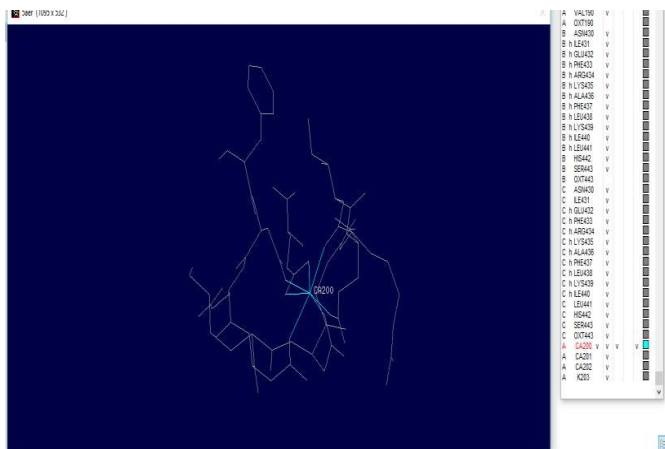 5aer (1095 x 532 )
CA200
A VAL190 v
A OXT190
B ASN430 v
B h ILE431 v
B h GLU432 v
B h PHE433 v
B h ARG434 v
B h LYS435 v
B h ALA436 v
B h PHE437 v
B h LEU438 v
B h LYS439 v
B h ILE440 v
B h LEU441 v
B HIS442 v
B SER443 v
B OXT443
C ASN430 v
C ILE431 v
C h GLU432 v
C h PHE433 v
C h ARG434 v
C h LYS435 v
C h ALA436 v
C h PHE437 v
C h LEU438 v
C h LYS439 v
C h ILE440 v
C LEU441 v
C HIS442 v
C SER443 v
C OXT443 v
A CA200 v v v v
A CA201 v v
A CA202 v v
A K203 v v